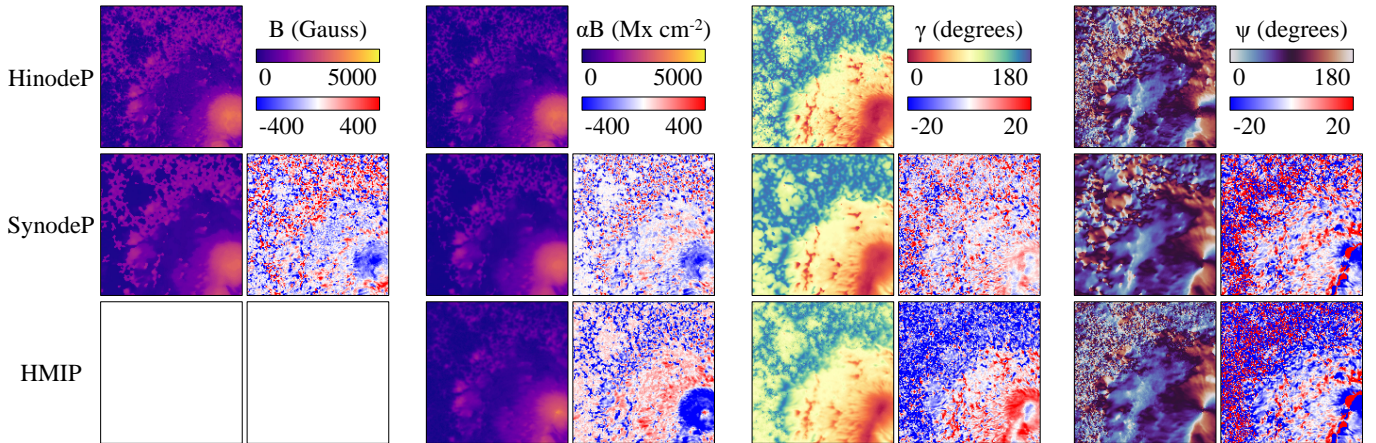 B (Gauss) αB (Mx cm-2) γ (degrees) ψ (degrees)
HinodeP 0 5000 0 5000 0 180 0 180
-400 400 -400 400 -20 20 -20 20
SynodeP
HMIP